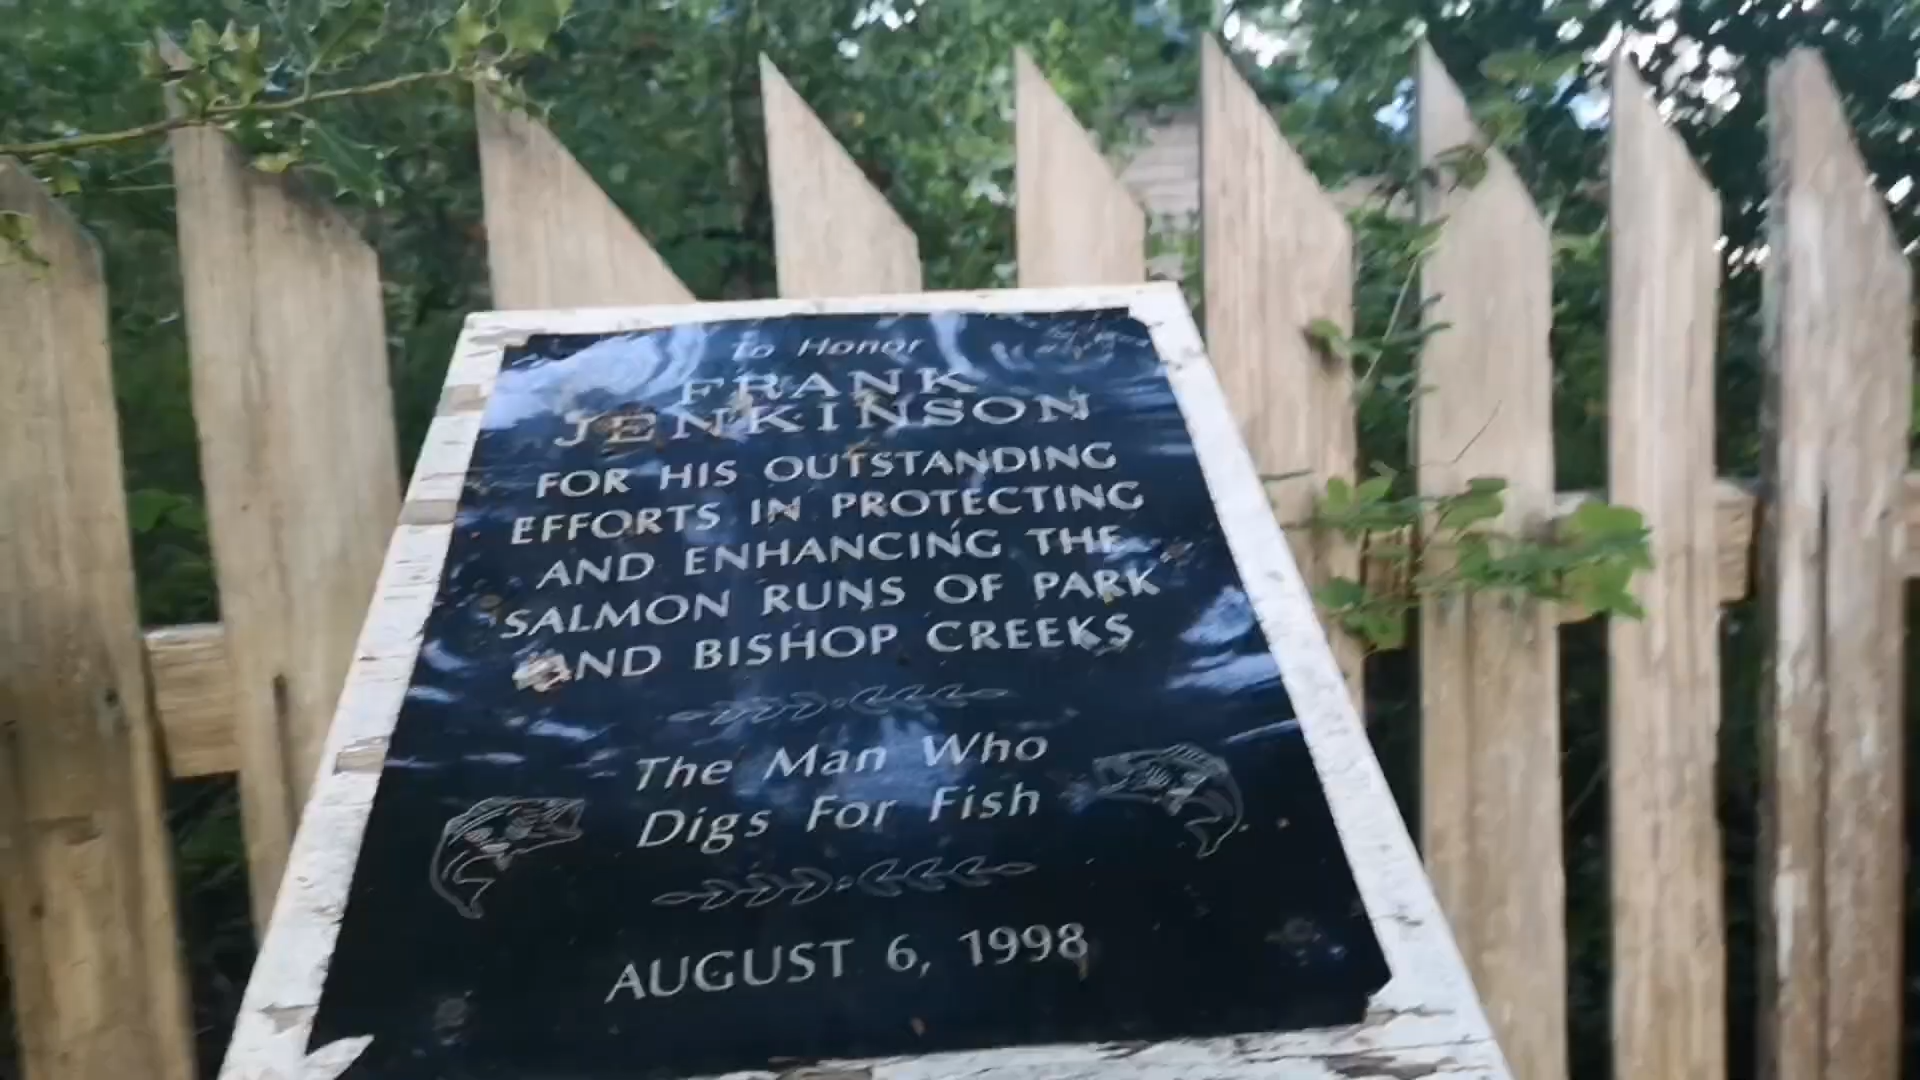 To Honor
FRANK
JENKINSON
FOR HIS OUTSTANDING
EFFORTS IN PROTECTING
AND ENHANCING THE
SALMON RUNS OF PARK
AND BISHOP CREEKS
The Man Who
Digs For Fish
AUGUST 6, 1998